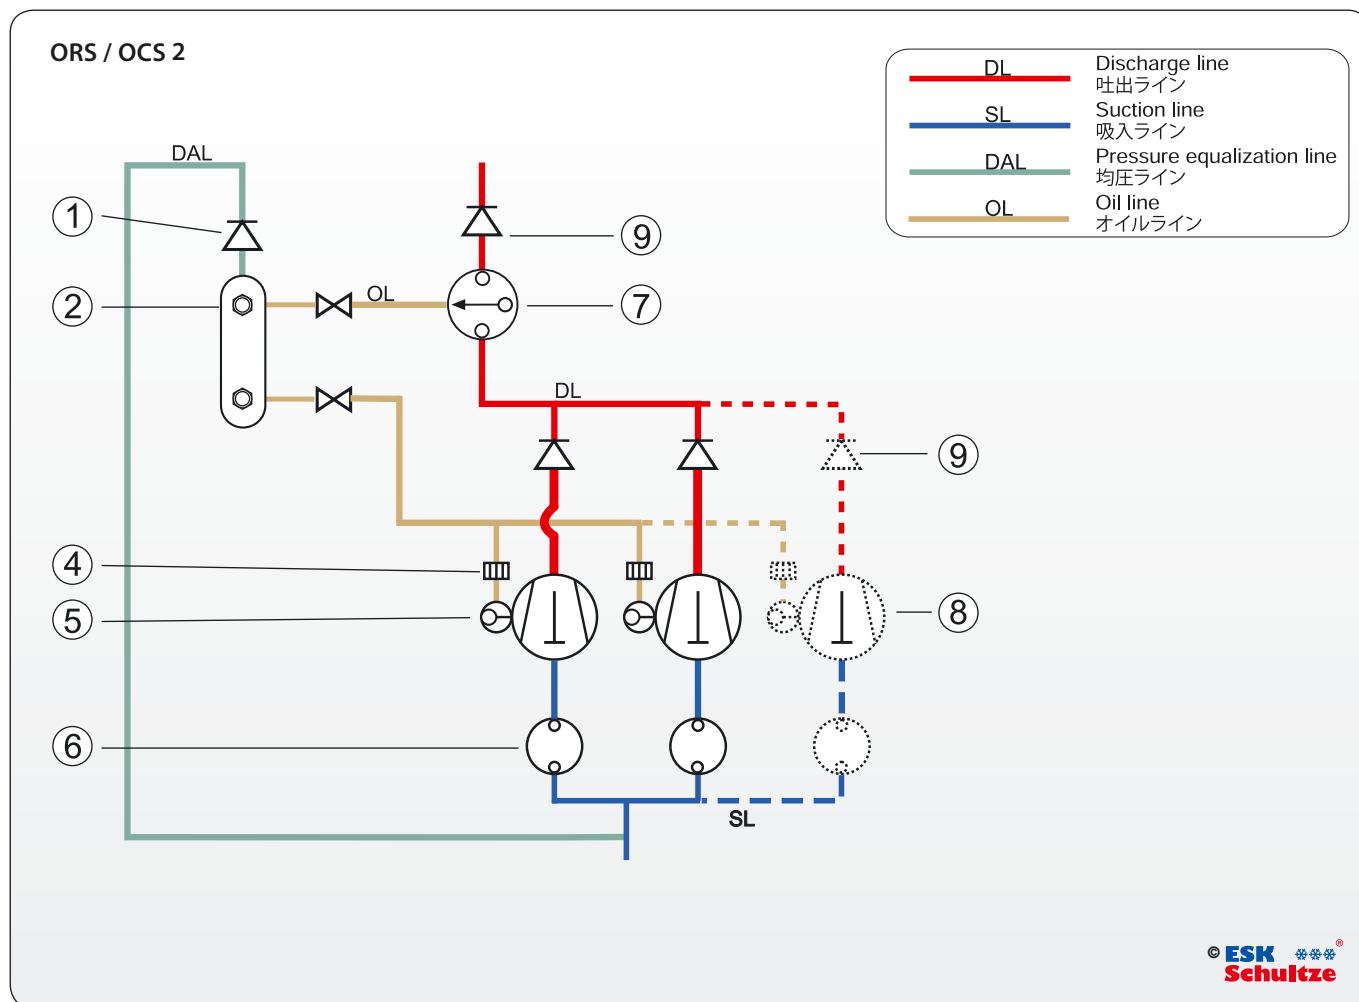 ORS / OCS 2
DL
Discharge line
吐出ライン
SL
Suction line
吸入ライン
DAL
Pressure equalization line
均圧ライン
OL
Oil line
オイルライン
DAL
1
9
2
OL
7
DL
9
4
5
8
6
SL
© ESK ®
Schultze